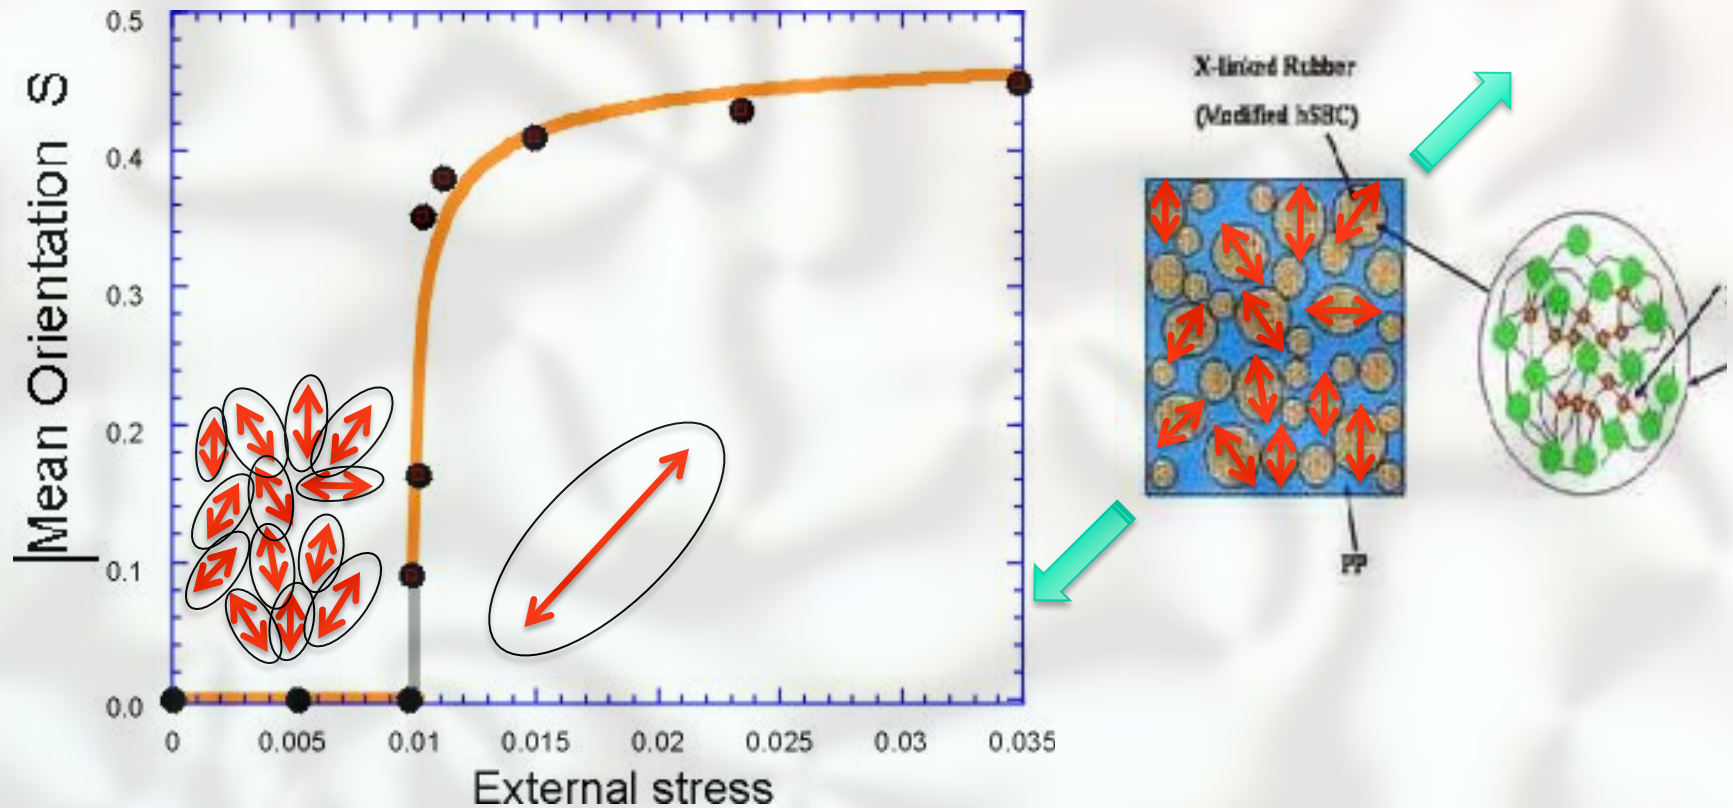 Mean Orientation S
0.5
0.4
0.3
0.2
0.1
0.0
0
0.005
0.01
0.015
0.02
0.025
0.03
0.035
External stress
X-linked Rubber
(Modified hSBC)
PP